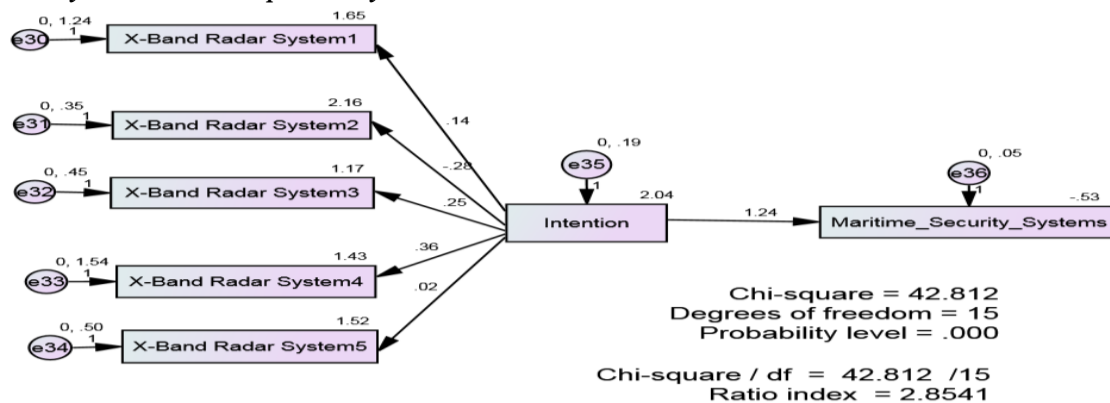 0, 1.24
e30
1
1.65
X-Band Radar System1
0, .35
e31
1
2.16
X-Band Radar System2
0, .45
e32
1
1.17
X-Band Radar System3
0, 1.54
e33
1
1.43
X-Band Radar System4
0, .50
e34
1
1.52
X-Band Radar System5
.14
-.28
.25
.36
.02
0, .19
e35
1
2.04
Intention
1.24
0, .05
e36
1
-.53
Maritime_Security_Systems
Chi-square = 42.812
Degrees of freedom = 15
Probability level = .000
Chi-square / df = 42.812 /15
Ratio index = 2.8541